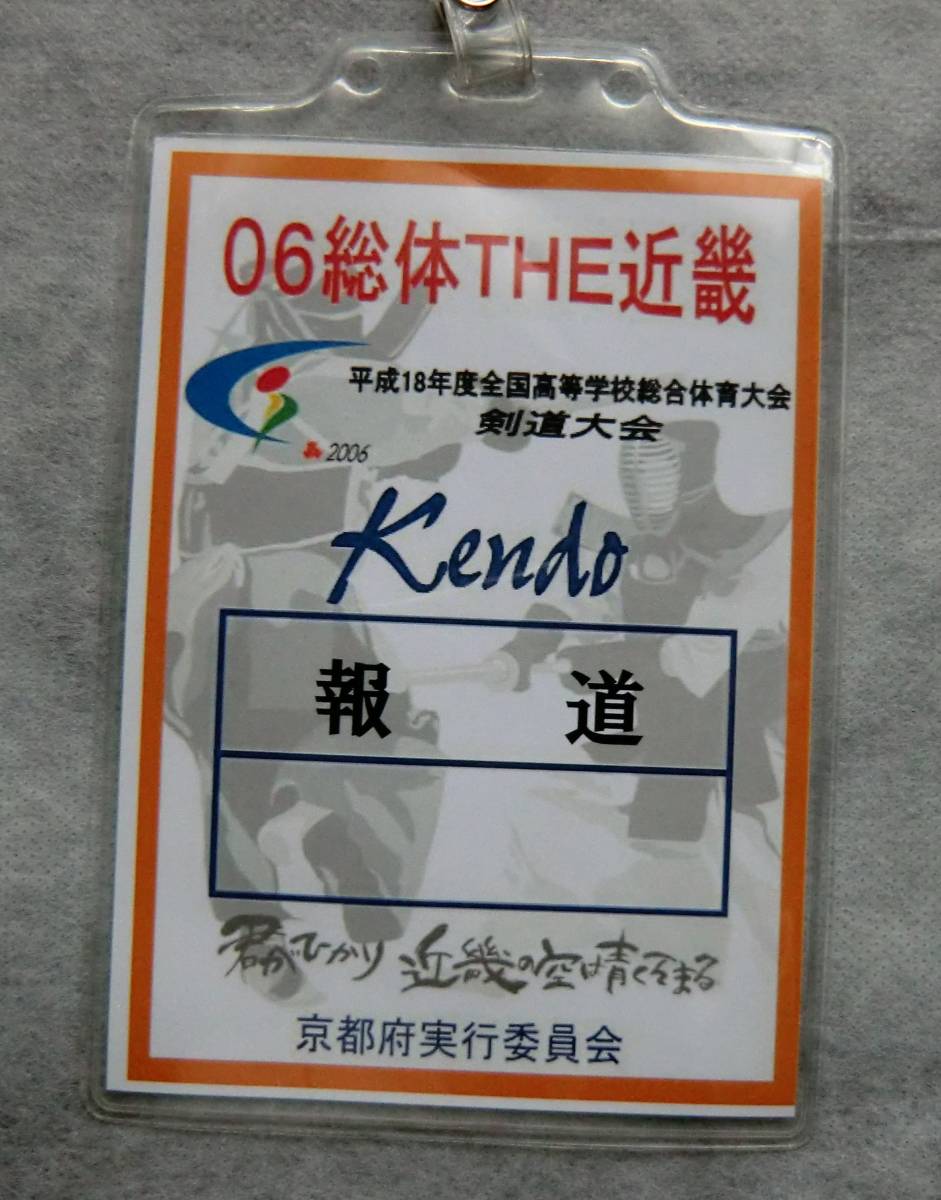 06総体THE近畿
平成18年度全国高等学校総合体育大会
剣道大会
2006
Kendo
報 道
君がひかり 近畿の空は青くそまる
京都府実行委員会